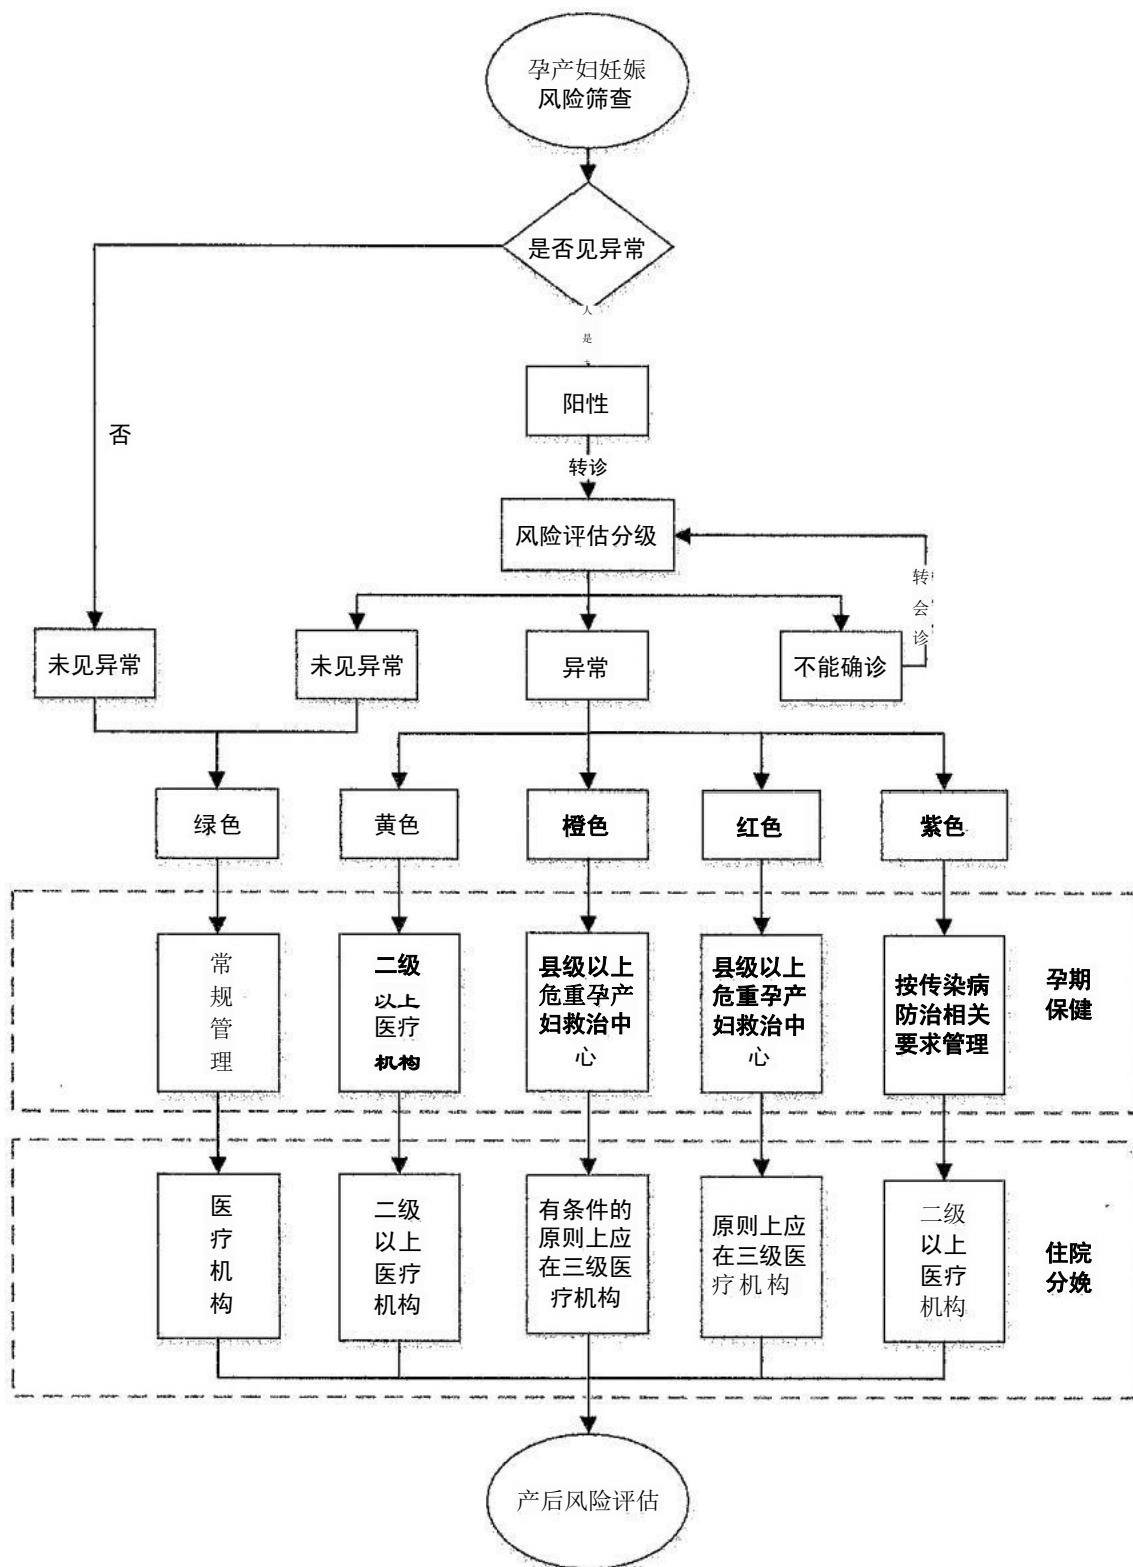 孕产妇妊娠
风险筛查
是否见异常
人
是
阳性
否
转诊
风险评估分级
转
会
诊
未见异常
未见异常
异常
不能确诊
绿色
黄色
橙色
红色
紫色
常
规
管
理
二级
以上
医疗
机构
县级以上
危重孕产
妇救治中
心
县级以上
危重孕产
妇救治中
心
按传染病
防治相关
要求管理
孕期
保健
医
疗
机
构
二级
以上
医疗
机构
有条件的
原则上应
在三级医
疗机构
原则上应
在三级医
疗机构
二级
以上
医疗
机构
住院
分娩
产后风险评估